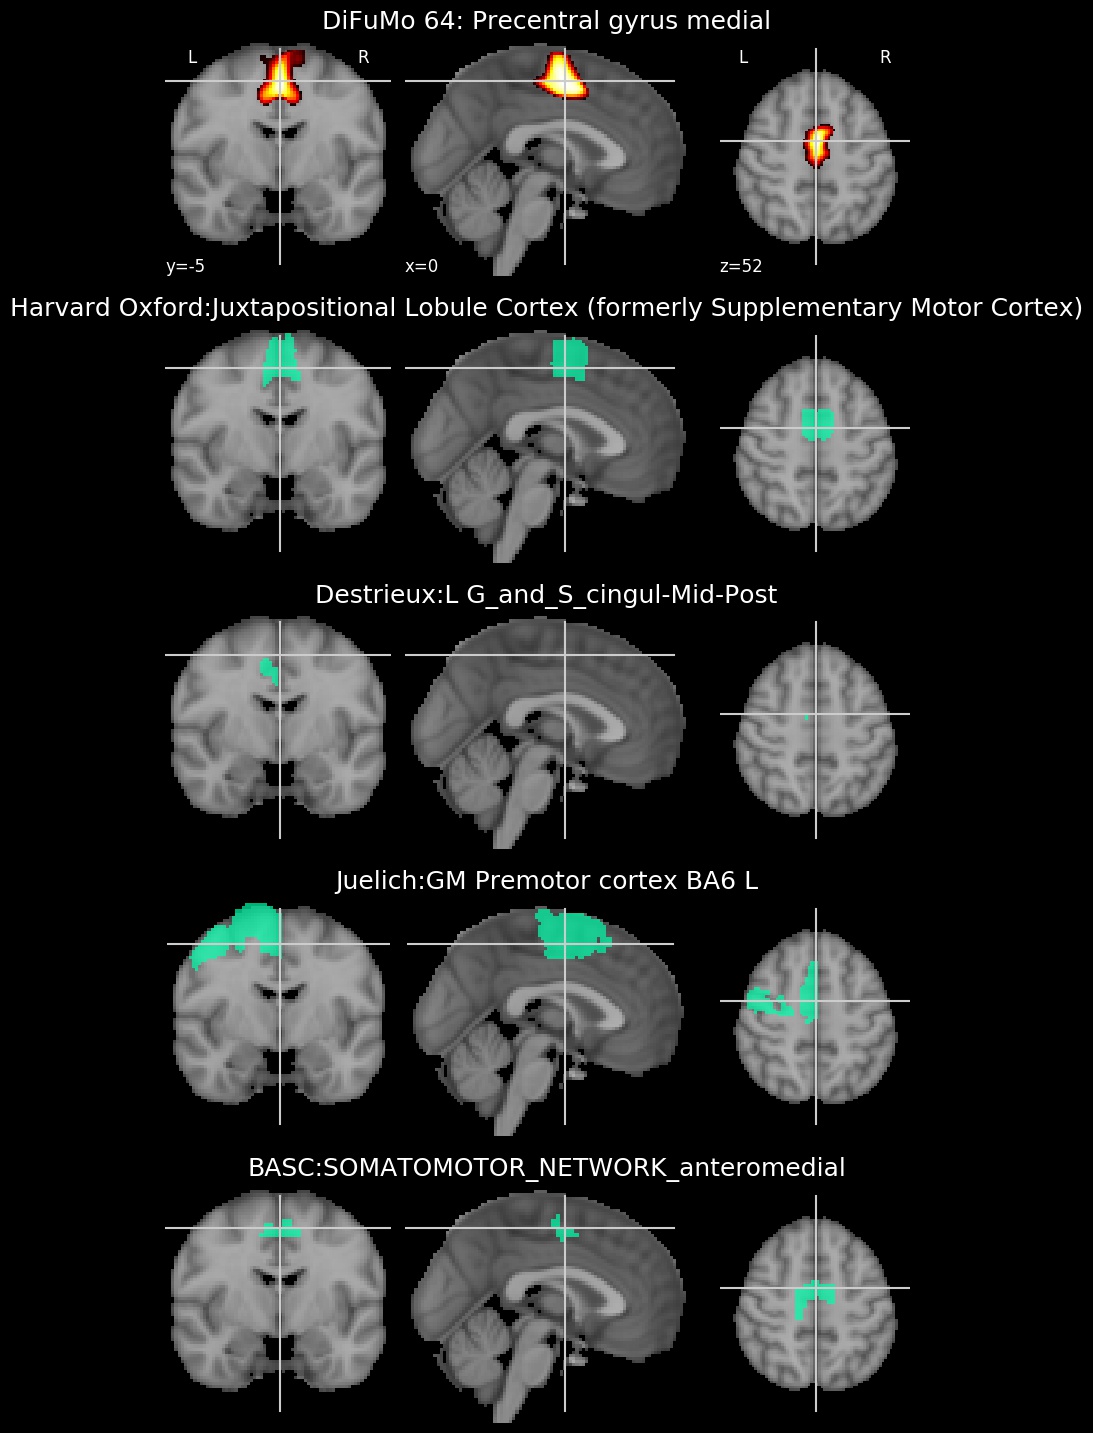 DiFuMo 64: Precentral gyrus medial
L R L R
y=-5 x=0 z=52
Harvard Oxford:Juxtapositional Lobule Cortex (formerly Supplementary Motor Cortex)
Destrieux:L G_and_S_cingul-Mid-Post
Juelich:GM Premotor cortex BA6 L
BASC:SOMATOMOTOR_NETWORK_anteromedial